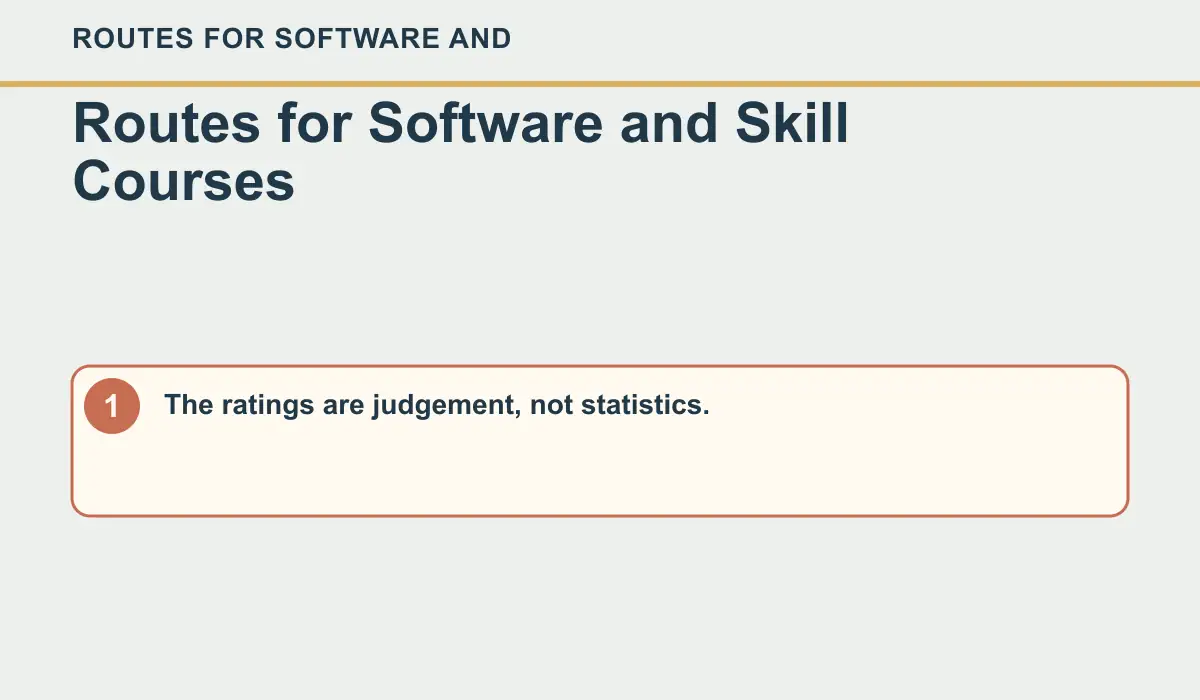 ROUTES FOR SOFTWARE AND
Routes for Software and Skill
Courses
1
The ratings are judgement, not statistics.